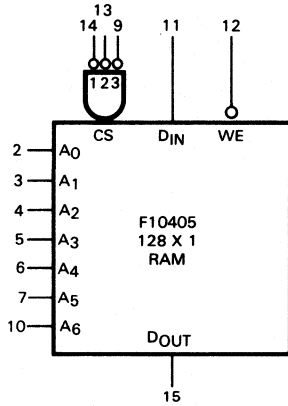 13
14 9 11 12
1 2 3
CS DIN WE
2 A0
3 A1
4 A2
5 A3
6 A4
7 A5
10 A6
F10405
128 X 1
RAM
DOUT
15